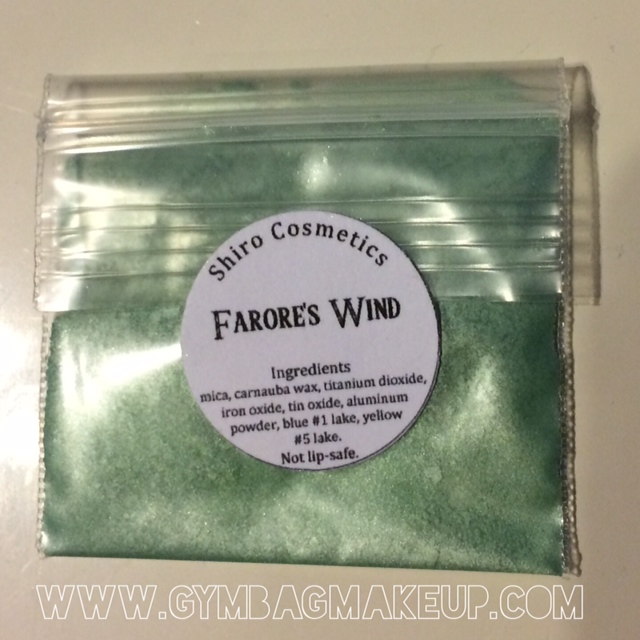 Shiro Cosmetics
FARORE'S WIND
Ingredients
mica, carnauba wax, titanium dioxide,
iron oxide, tin oxide, aluminum
powder, blue #1 lake, yellow
#5 lake.
Not lip-safe.
WWW.GYMBAGMAKEUP.COM